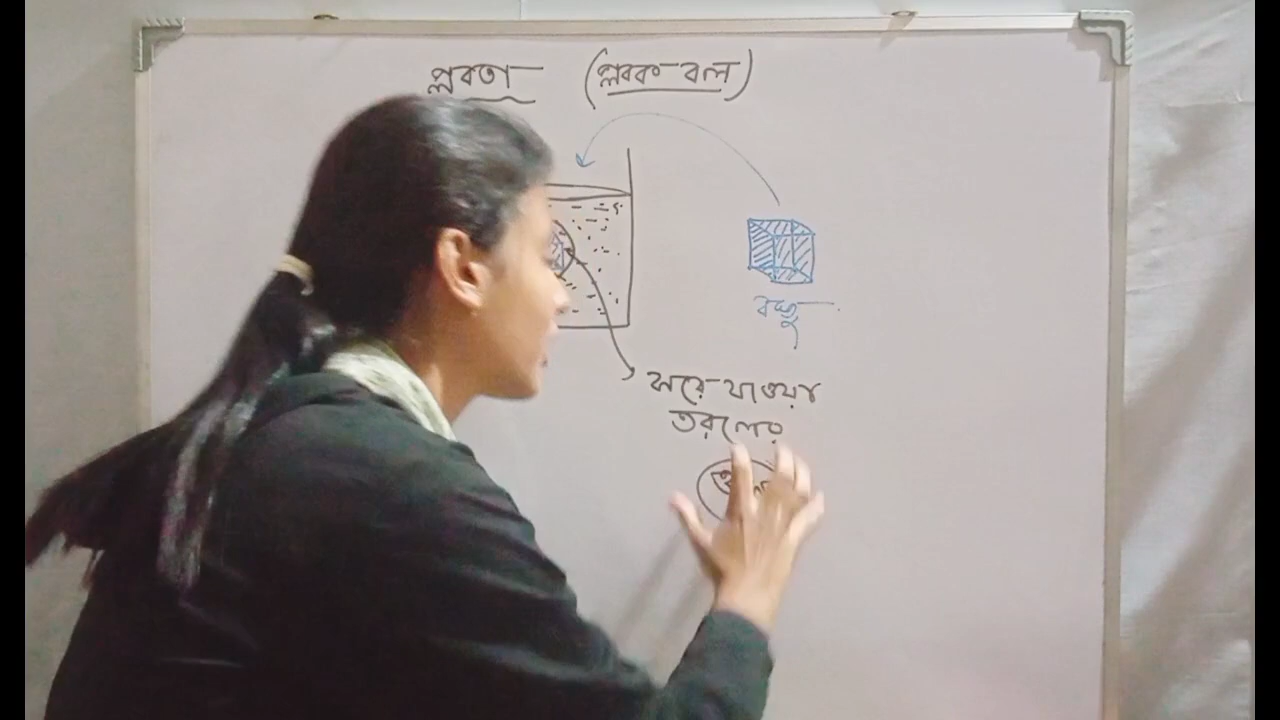 প্লবতা (প্লবক বল)
বস্তু
সরে যাওয়া
তরলের